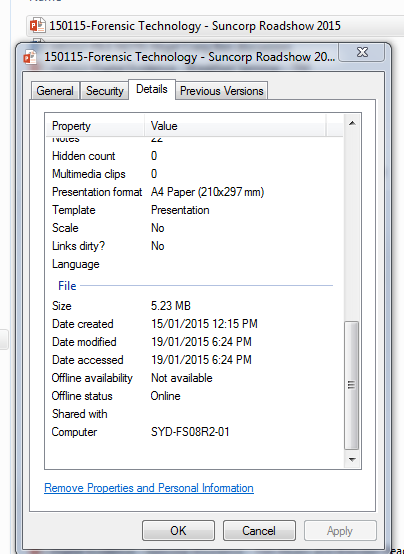 150115-Forensic Technology - Suncorp Roadshow 2015
150115-Forensic Technology - Suncorp Roadshow 20...
General Security Details Previous Versions
Property Value
Notes 22
Hidden count 0
Multimedia clips 0
Presentation format A4 Paper (210x297 mm)
Template Presentation
Scale No
Links dirty? No
Language
File
Size 5.23 MB
Date created 15/01/2015 12:15 PM
Date modified 19/01/2015 6:24 PM
Date accessed 19/01/2015 6:24 PM
Offline availability Not available
Offline status Online
Shared with
Computer SYD-FS08R2-01
Remove Properties and Personal Information
OK Cancel Apply